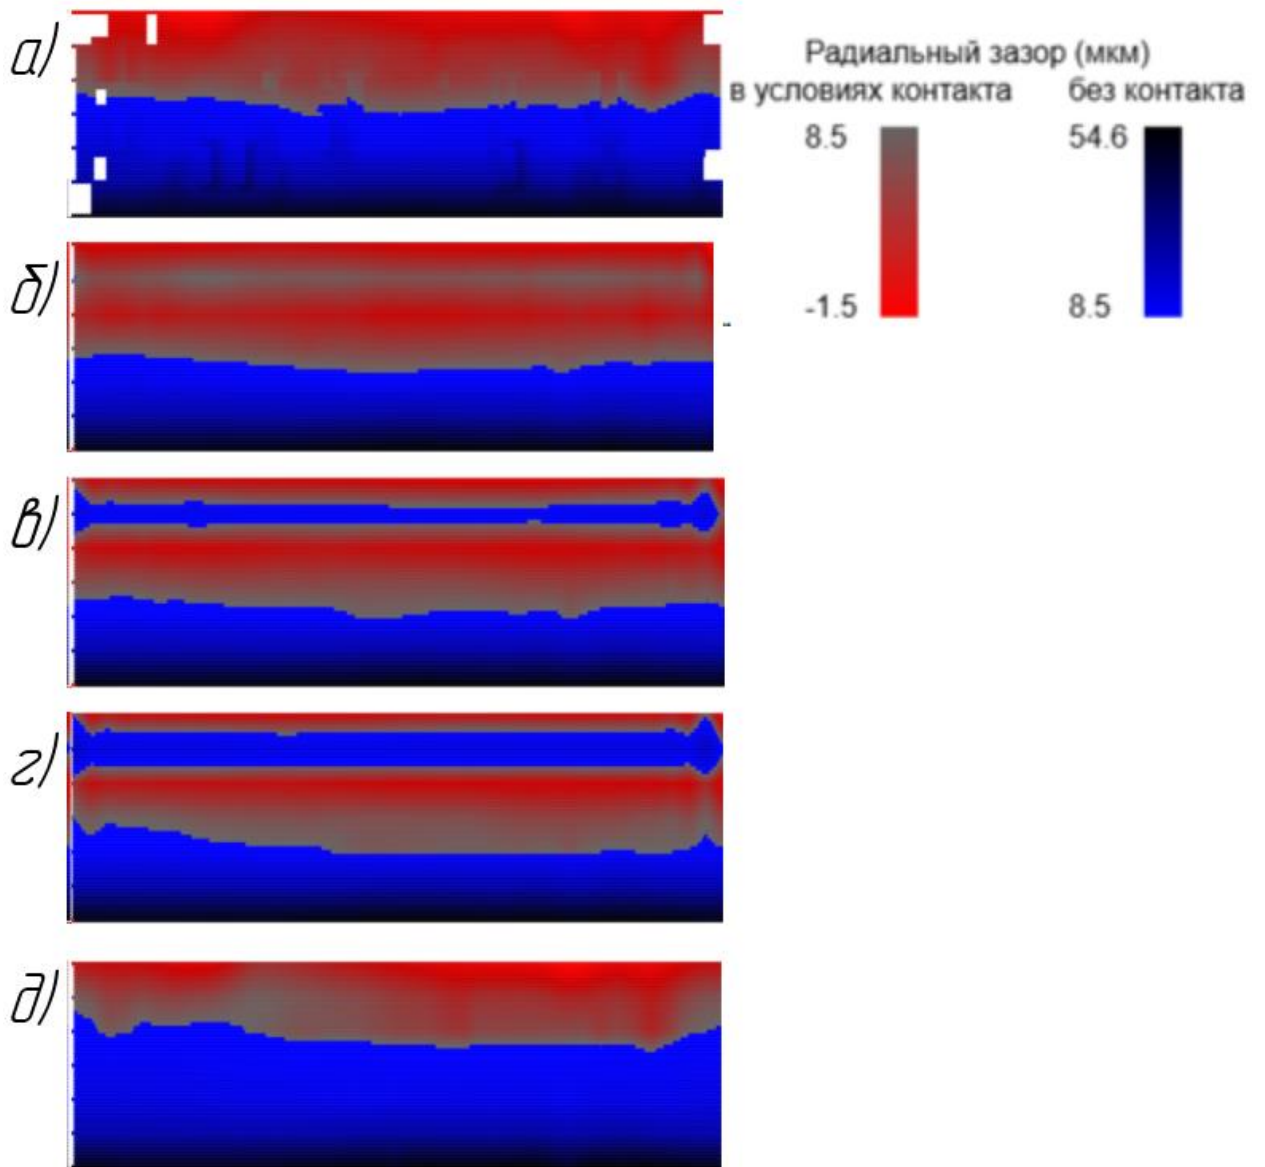 а)
Радиальный зазор (мкм)
в условиях контакта без контакта
8.5 54.6
-1.5 8.5
б)
в)
г)
д)